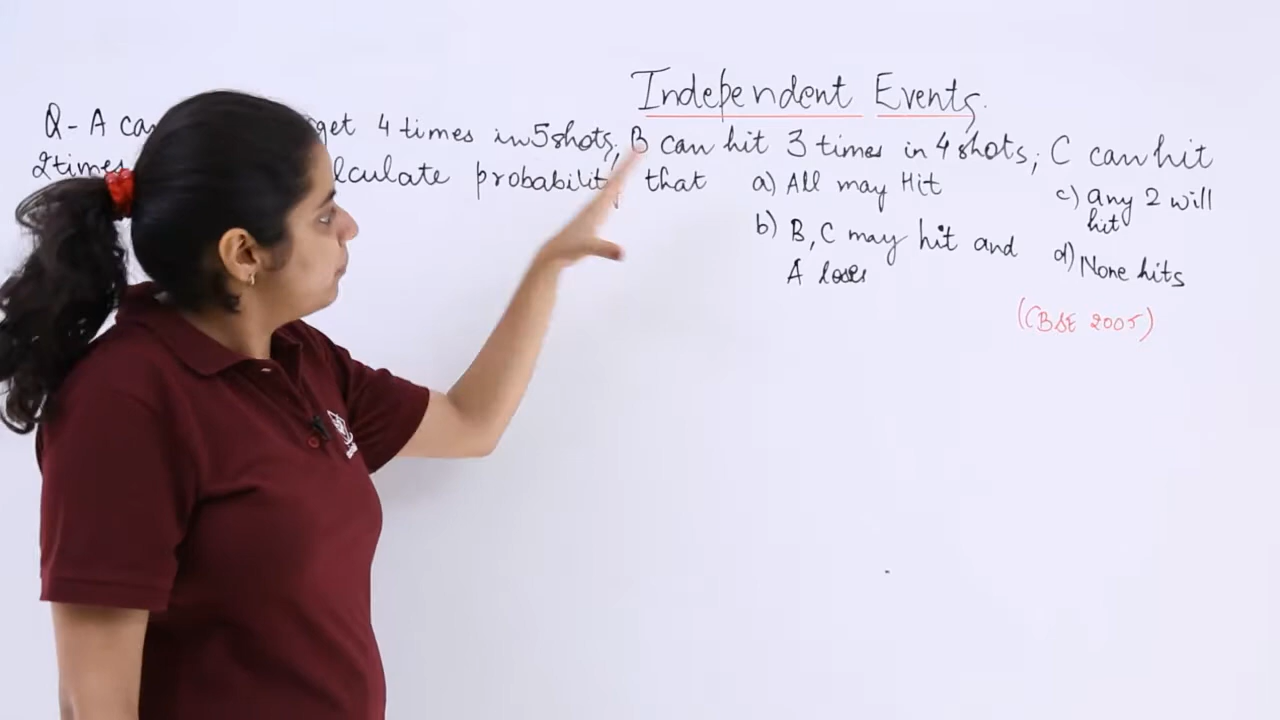 Independent Events.
Q- A can get 4 times in 5 shots, B can hit 3 times in 4 shots; C can hit
2 times lculate probability that
a) All may Hit
b) B, C may hit and
A loses
c) any 2 will
hit
d) None hits
(CBSE 2005)